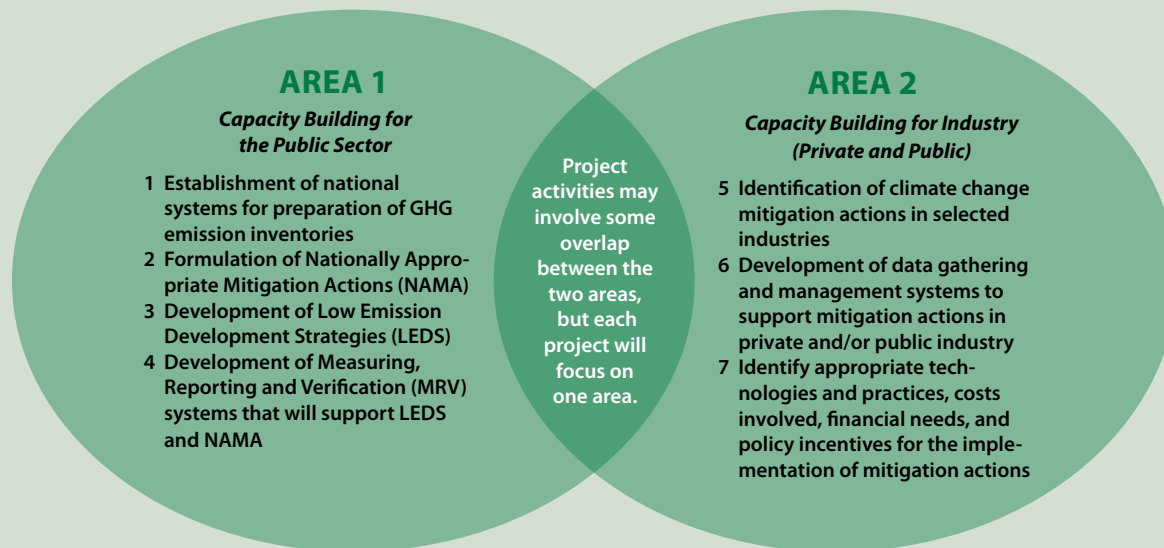 AREA 1
Capacity Building for
the Public Sector
1 Establishment of national
systems for preparation of GHG
emission inventories
2 Formulation of Nationally Appro-
priate Mitigation Actions (NAMA)
3 Development of Low Emission
Development Strategies (LEDS)
4 Development of Measuring,
Reporting and Verification (MRV)
systems that will support LEDS
and NAMA
Project
activities may
involve some
overlap
between the
two areas,
but each
project will
focus on
one area.
AREA 2
Capacity Building for Industry
(Private and Public)
5 Identification of climate change
mitigation actions in selected
industries
6 Development of data gathering
and management systems to
support mitigation actions in
private and/or public industry
7 Identify appropriate tech-
nologies and practices, costs
involved, financial needs, and
policy incentives for the imple-
mentation of mitigation actions